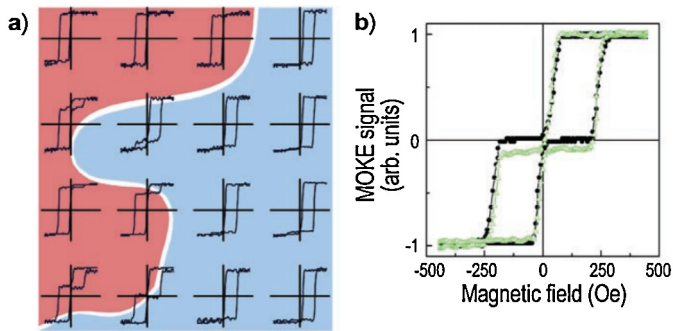 a)
b)
MOKE signal
(arb. units)
1
0
-1
-500 -250 0 250 500
Magnetic field (Oe)